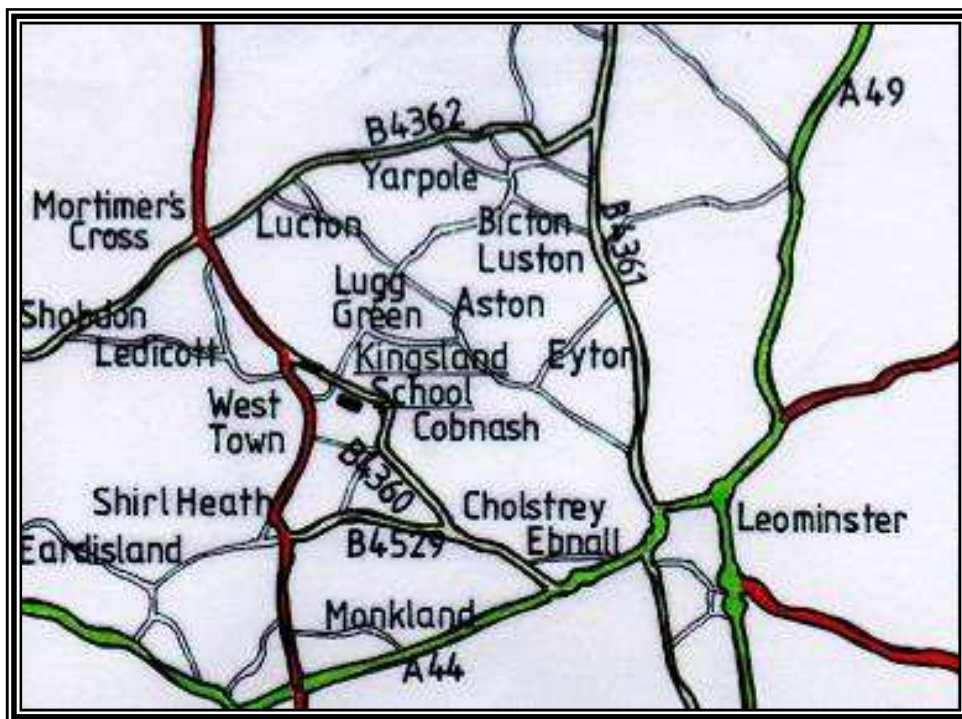 A49
B4362
Yarpole
Mortimer's
Cross
Lucton
Bicton
Luston
B4361
Lugg
Green
Aston
Shobdon
Ledicott
Kingsland
School
Eyton
West
Town
Cobnash
B4360
Shirl Heath
Cholstrey
Ebnall
Leominster
B4529
Eardisland
Monkland
A44